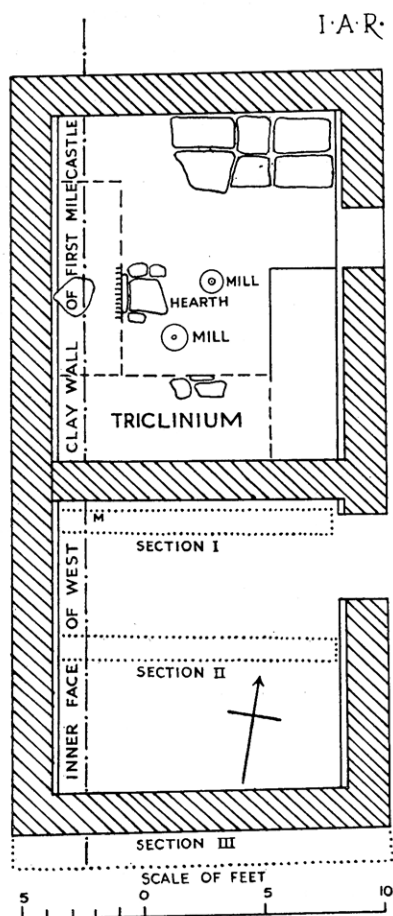 I·A·R·
INNER FACE OF WEST CLAY WALL OF FIRST MILECASTLE
MILL
HEARTH
MILL
TRICLINIUM
M
SECTION I
SECTION II
SECTION III
SCALE OF FEET
5 0 5 10